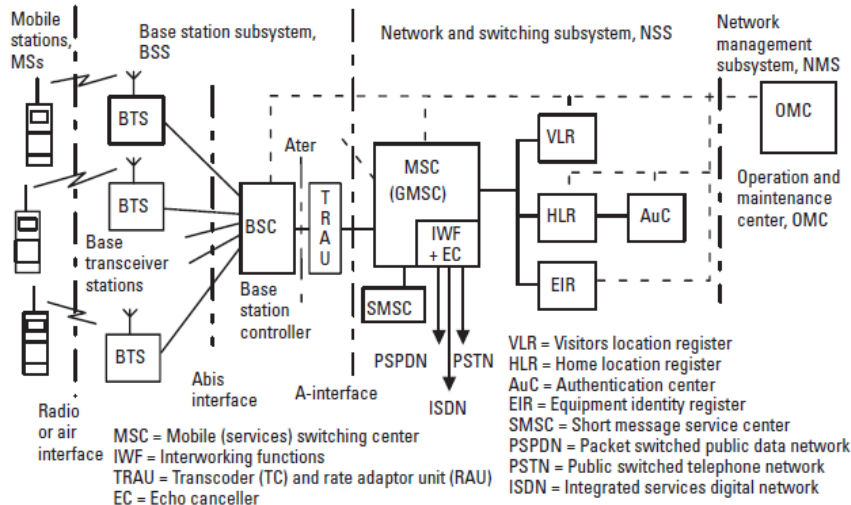 Mobile
stations,
MSs
Base station subsystem,
BSS
Network and switching subsystem, NSS
Network
management
subsystem, NMS
BTS
BTS
BTS
Base
transceiver
stations
Ater
BSC
T
R
A
U
Base
station
controller
MSC
(GMSC)
IWF
+ EC
SMSC
VLR
HLR
AuC
EIR
OMC
Operation and
maintenance
center, OMC
PSPDN
PSTN
ISDN
Radio
or air
interface
Abis
interface
A-interface
MSC = Mobile (services) switching center
IWF = Interworking functions
TRAU = Transcoder (TC) and rate adaptor unit (RAU)
EC = Echo canceller
VLR = Visitors location register
HLR = Home location register
AuC = Authentication center
EIR = Equipment identity register
SMSC = Short message service center
PSPDN = Packet switched public data network
PSTN = Public switched telephone network
ISDN = Integrated services digital network